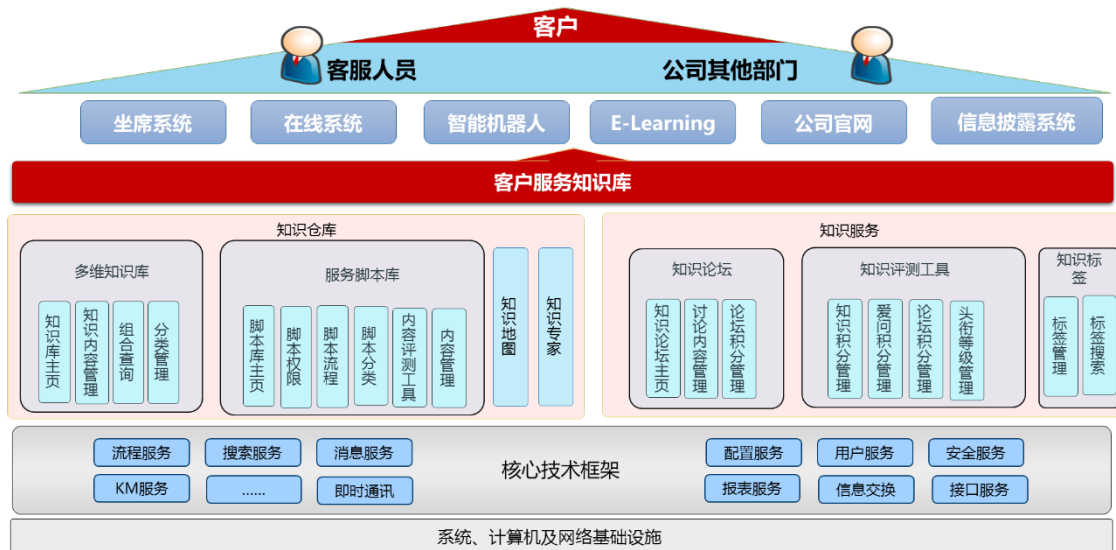 客户
客服人员
公司其他部门
坐席系统
在线系统
智能机器人
E-Learning
公司官网
信息披露系统
客户服务知识库
知识仓库
多维知识库
知识库主页
知识内容管理
组合查询
分类管理
服务脚本库
脚本库主页
脚本权限
脚本流程
脚本分类
内容评测工具
内容管理
知识地图
知识专家
知识服务
知识论坛
知识论坛主页
讨论内容管理
论坛积分管理
知识评测工具
知识积分管理
爱问积分管理
论坛积分管理
头衔等级管理
知识标
签
标签管理
标签搜索
流程服务
搜索服务
消息服务
KM服务
......
即时通讯
核心技术框架
配置服务
用户服务
安全服务
报表服务
信息交换
接口服务
系统、计算机及网络基础设施